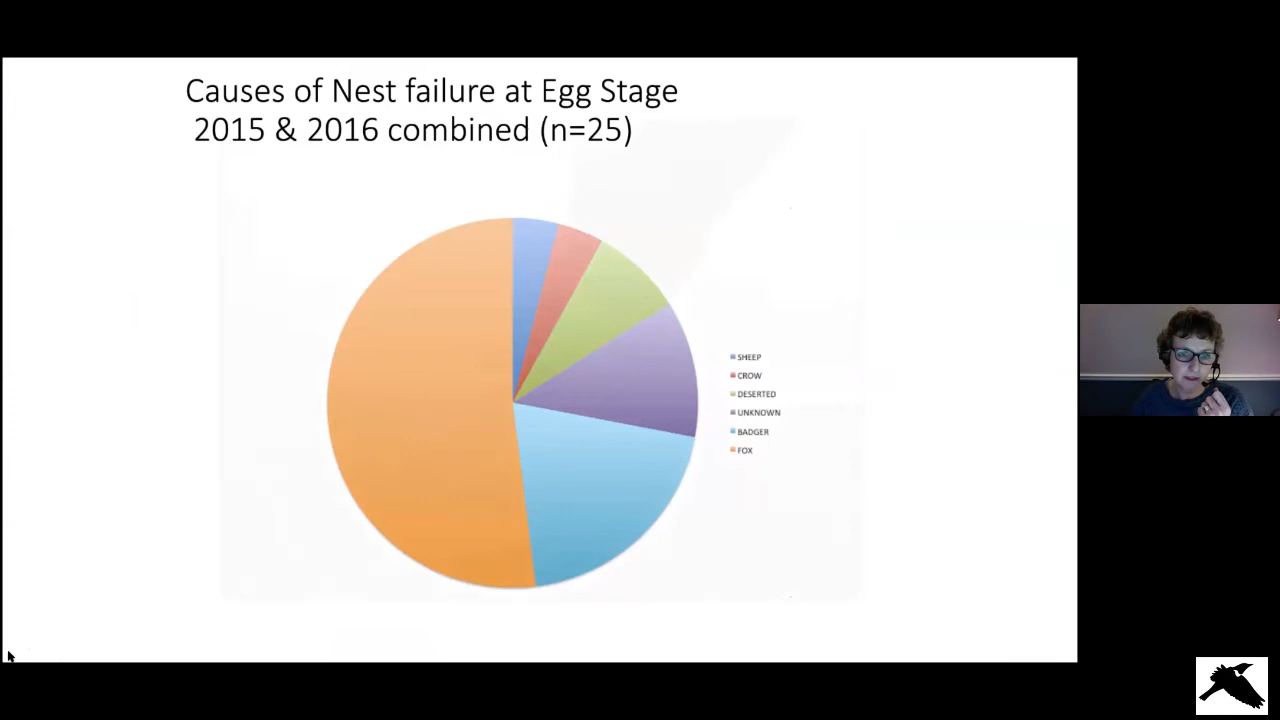 Causes of Nest failure at Egg Stage
2015 & 2016 combined (n=25)
SHEEP
CROW
DESERTED
UNKNOWN
BADGER
FOX